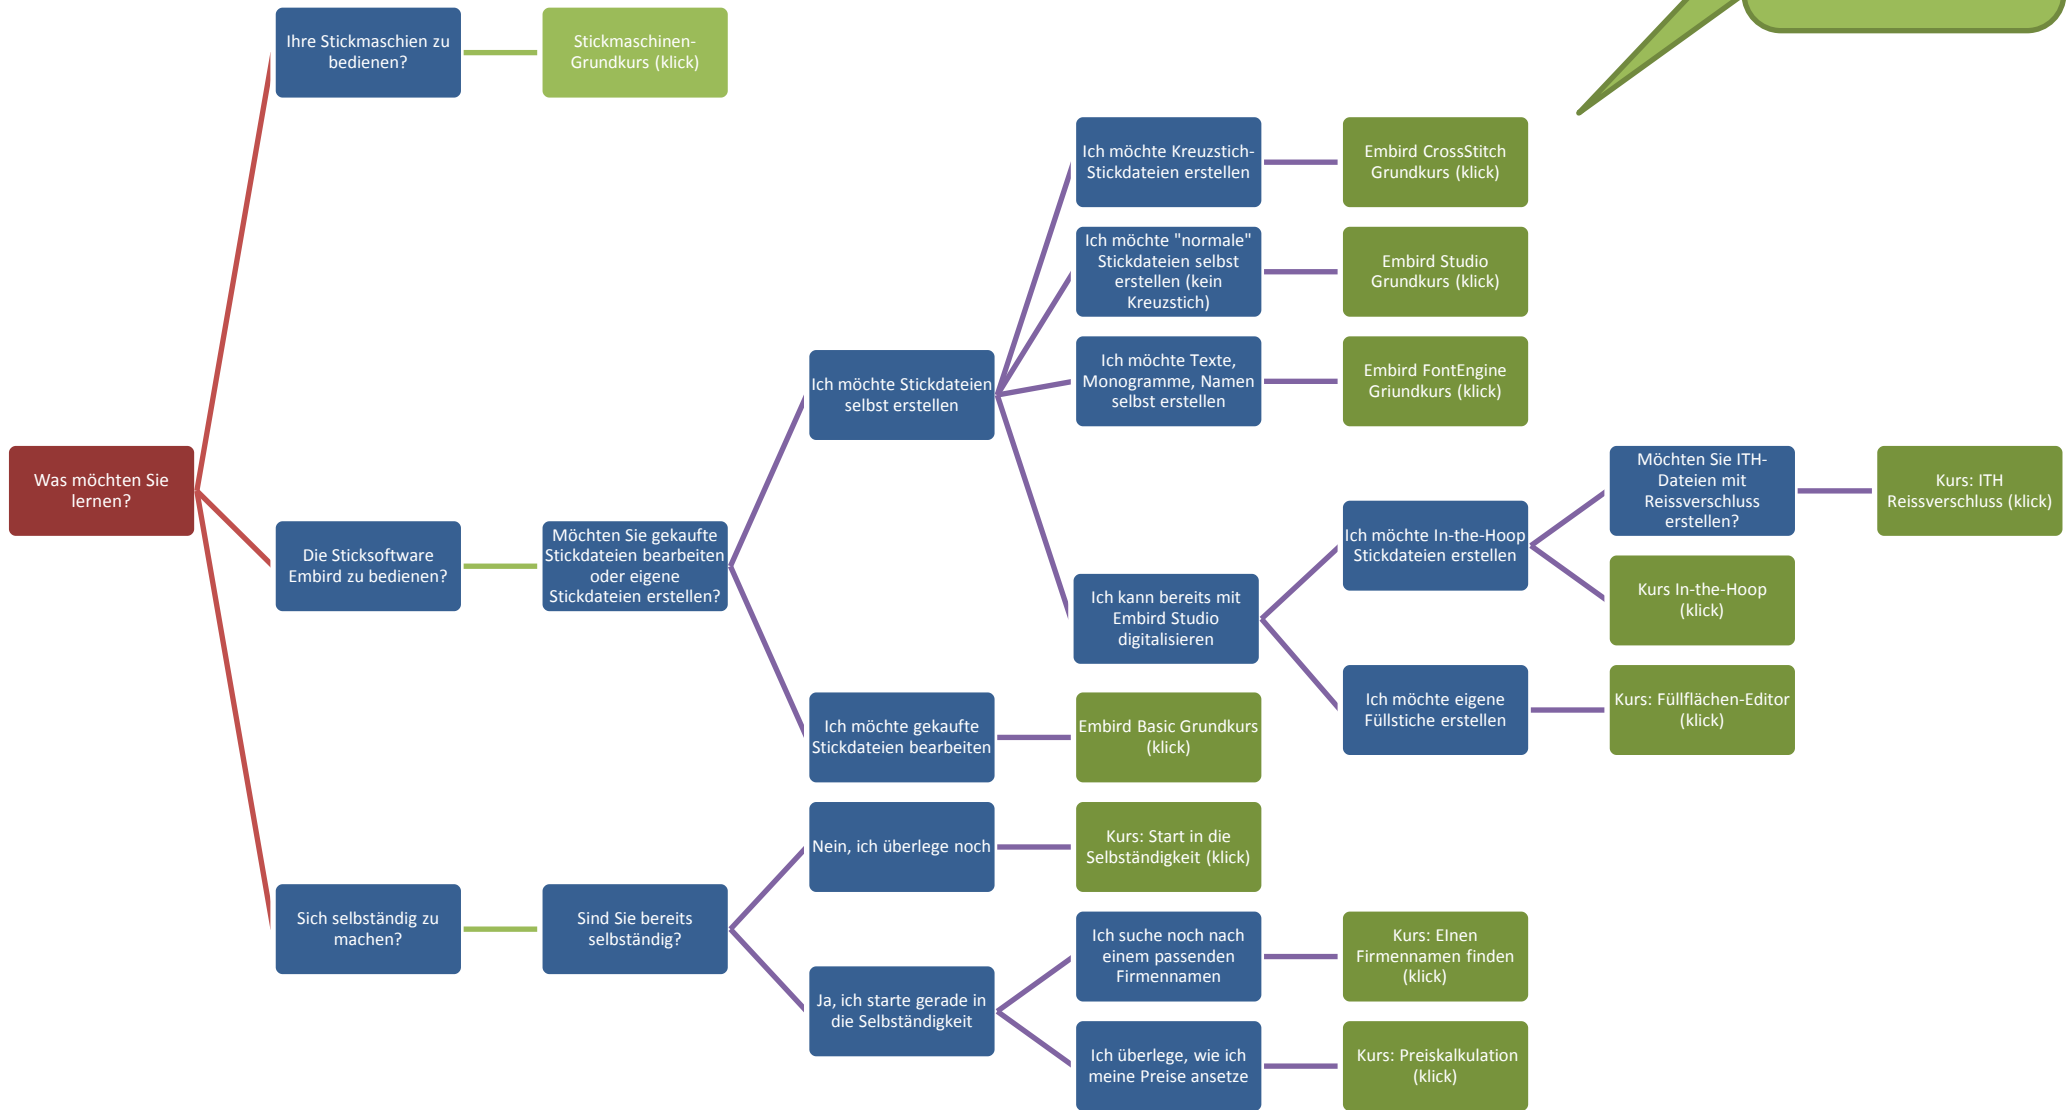 Ihre Stickmaschien zu
bedienen?
Stickmaschinen-
Grundkurs (klick)
Ich möchte Kreuzstich-
Stickdateien erstellen
Embird CrossStitch
Grundkurs (klick)
Ich möchte "normale"
Stickdateien selbst
erstellen (kein
Kreuzstich)
Embird Studio
Grundkurs (klick)
Ich möchte Texte,
Monogramme, Namen
selbst erstellen
Embird FontEngine
Griundkurs (klick)
Ich möchte Stickdateien
selbst erstellen
Was möchten Sie
lernen?
Die Sticksoftware
Embird zu bedienen?
Möchten Sie gekaufte
Stickdateien bearbeiten
oder eigene
Stickdateien erstellen?
Ich kann bereits mit
Embird Studio
digitalisieren
Ich möchte In-the-Hoop
Stickdateien erstellen
Möchten Sie ITH-
Dateien mit
Reissverschluss
erstellen?
Kurs: ITH
Reissverschluss (klick)
Kurs In-the-Hoop
(klick)
Ich möchte eigene
Füllstiche erstellen
Kurs: Füllflächen-Editor
(klick)
Ich möchte gekaufte
Stickdateien bearbeiten
Embird Basic Grundkurs
(klick)
Nein, ich überlege noch
Kurs: Start in die
Selbständigkeit (klick)
Sich selbständig zu
machen?
Sind Sie bereits
selbständig?
Ja, ich starte gerade in
die Selbständigkeit
Ich suche noch nach
einem passenden
Firmennamen
Kurs: EInen
Firmennamen finden
(klick)
Ich überlege, wie ich
meine Preise ansetze
Kurs: Preiskalkulation
(klick)